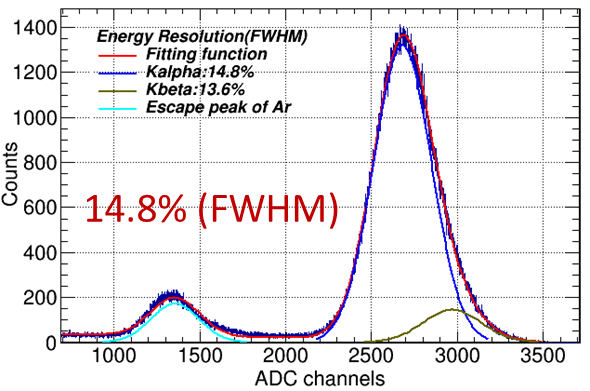 1400
1200
1000
800
600
400
200
0
Counts
Energy Resolution(FWHM)
Fitting function
Kalpha:14.8%
Kbeta:13.6%
Escape peak of Ar
14.8% (FWHM)
1000 1500 2000 2500 3000 3500
ADC channels